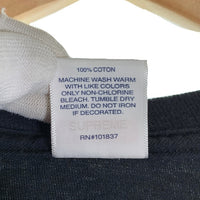 100% COTTON
MACHINE WASH WARM
WITH LIKE COLORS
ONLY NON-CHLORINE
BLEACH. TUMBLE DRY
MEDIUM. DO NOT IRON
IF DECORATED.
SUPREME
RN#101837